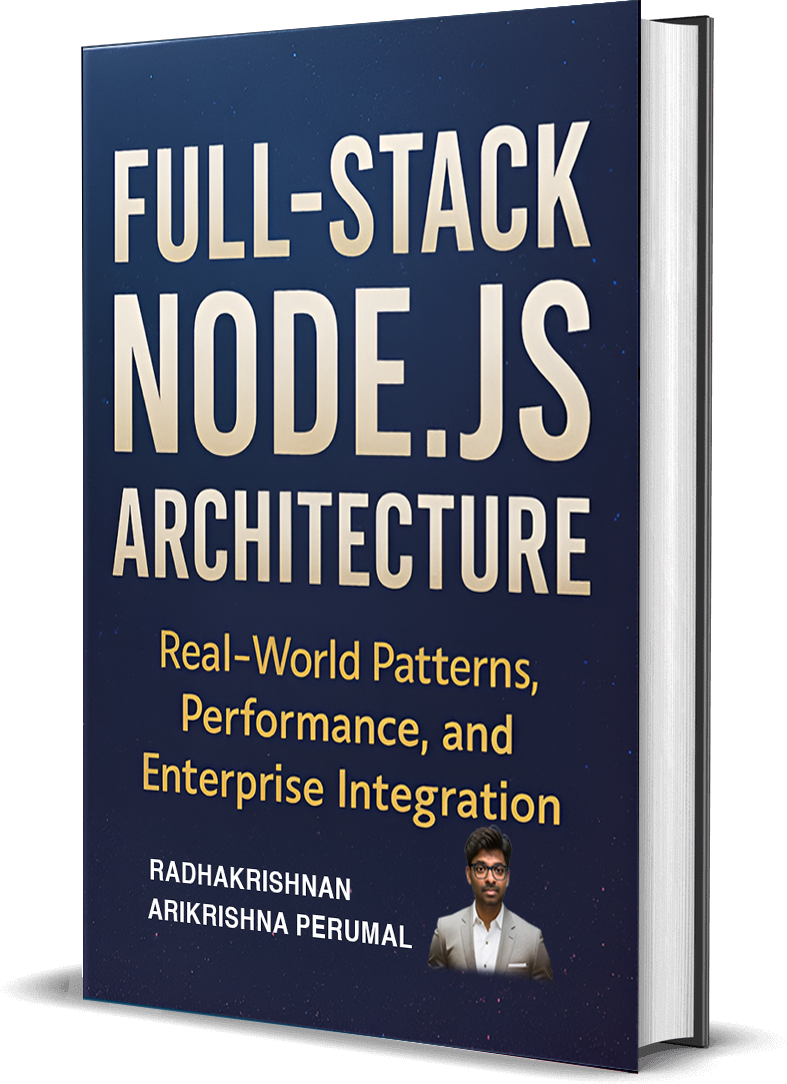 FULL-STACK
NODE.JS
ARCHITECTURE
Real-World Patterns,
Performance, and
Enterprise Integration
RADHAKRISHNAN
ARIKRISHNA PERUMAL